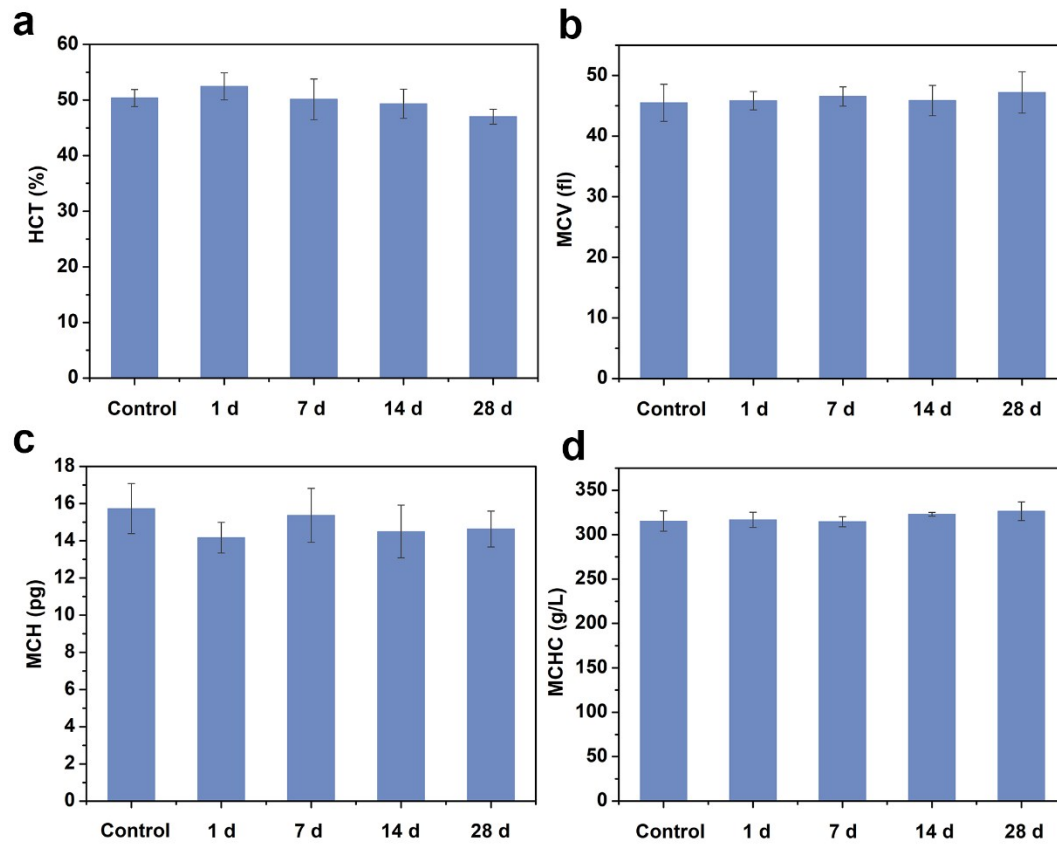 a
60
50
40
30
20
10
0
HCT (%)
Control 1 d 7 d 14 d 28 d
b
50
40
30
20
10
0
MCV (fl)
Control 1 d 7 d 14 d 28 d
c
18
16
14
12
10
8
6
4
2
0
MCH (pg)
Control 1 d 7 d 14 d 28 d
d
350
300
250
200
150
100
50
0
MCHC (g/L)
Control 1 d 7 d 14 d 28 d